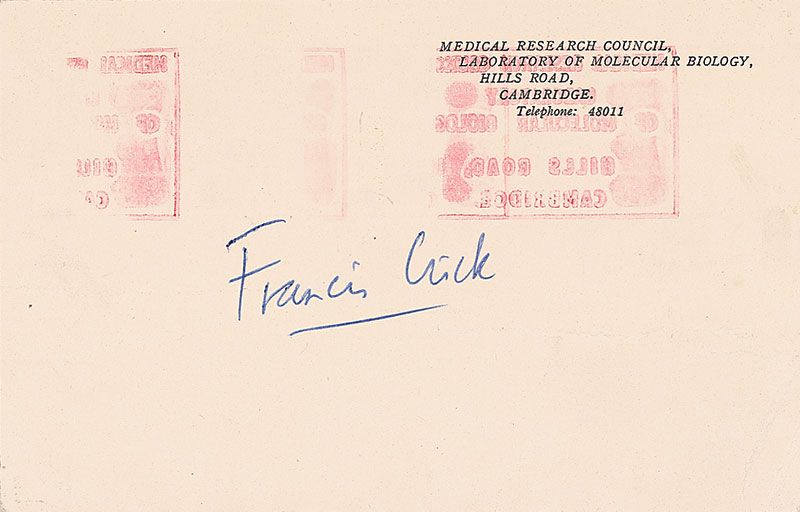 MEDICAL RESEARCH COUNCIL,
LABORATORY OF MOLECULAR BIOLOGY,
HILLS ROAD,
CAMBRIDGE.
Telephone: 48011
Francis Crick